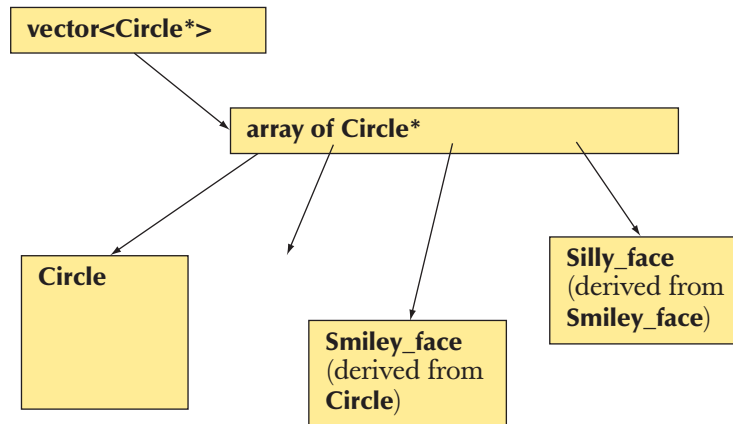 vector<Circle*>
array of Circle*
Circle
Silly_face
(derived from
Smiley_face)
Smiley_face
(derived from
Circle)